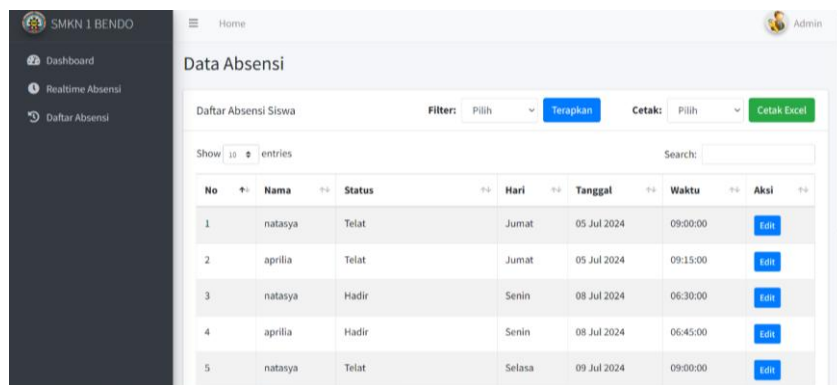 SMKN 1 BENDO
Home
Admin
Dashboard
Realtime Absensi
Daftar Absensi
Data Absensi
Daftar Absensi Siswa Filter: Pilih Terapkan Cetak: Pilih Cetak Excel
Show 10 entries Search:
No Nama Status Hari Tanggal Waktu Aksi
1 natasya Telat Jumat 05 Jul 2024 09:00:00 Edit
2 aprilia Telat Jumat 05 Jul 2024 09:15:00 Edit
3 natasya Hadir Senin 08 Jul 2024 06:30:00 Edit
4 aprilia Hadir Senin 08 Jul 2024 06:45:00 Edit
5 natasya Telat Selasa 09 Jul 2024 09:00:00 Edit